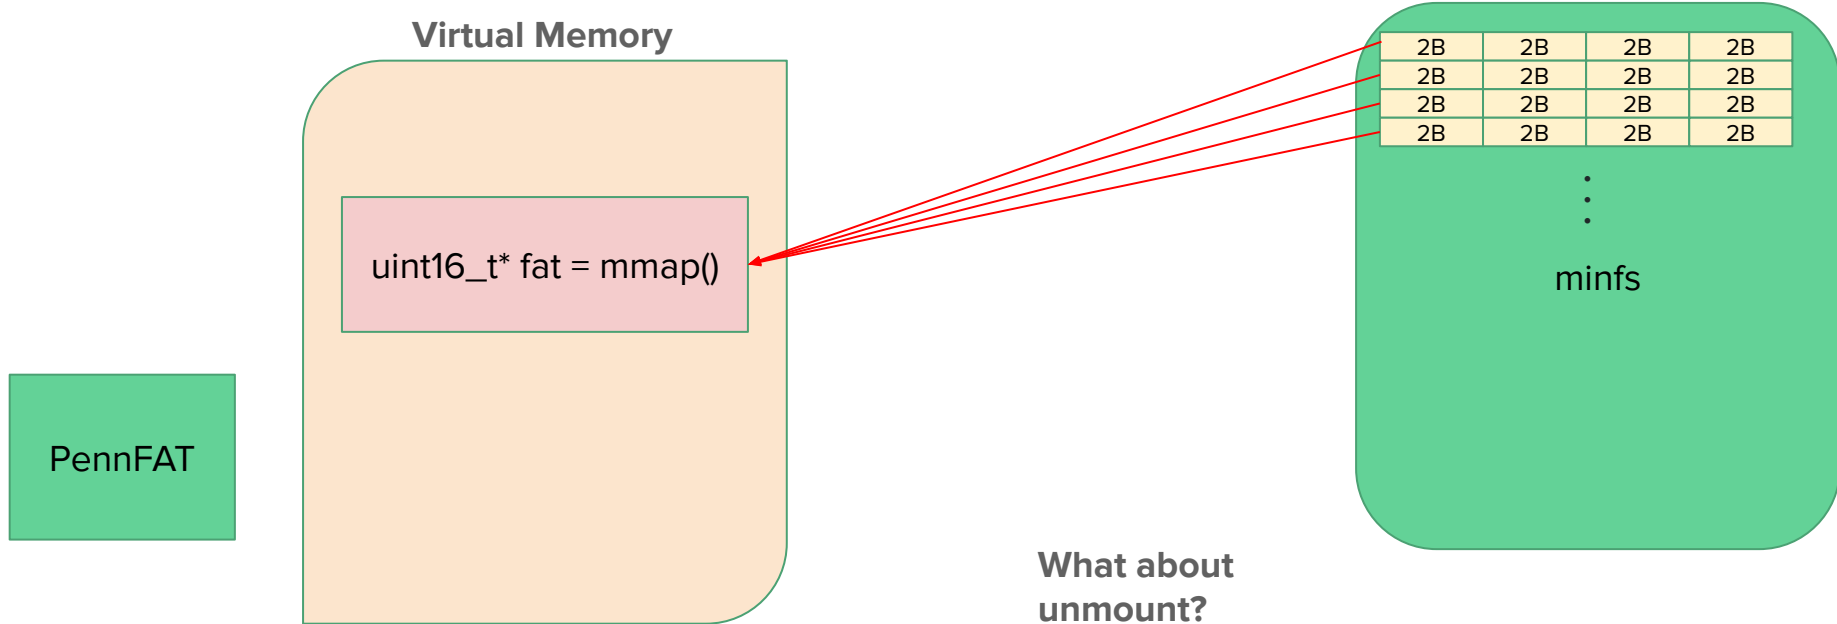 Virtual Memory
2B 2B 2B 2B
2B 2B 2B 2B
2B 2B 2B 2B
2B 2B 2B 2B
uint16_t* fat = mmap()
minfs
PennFAT
What about
unmount?